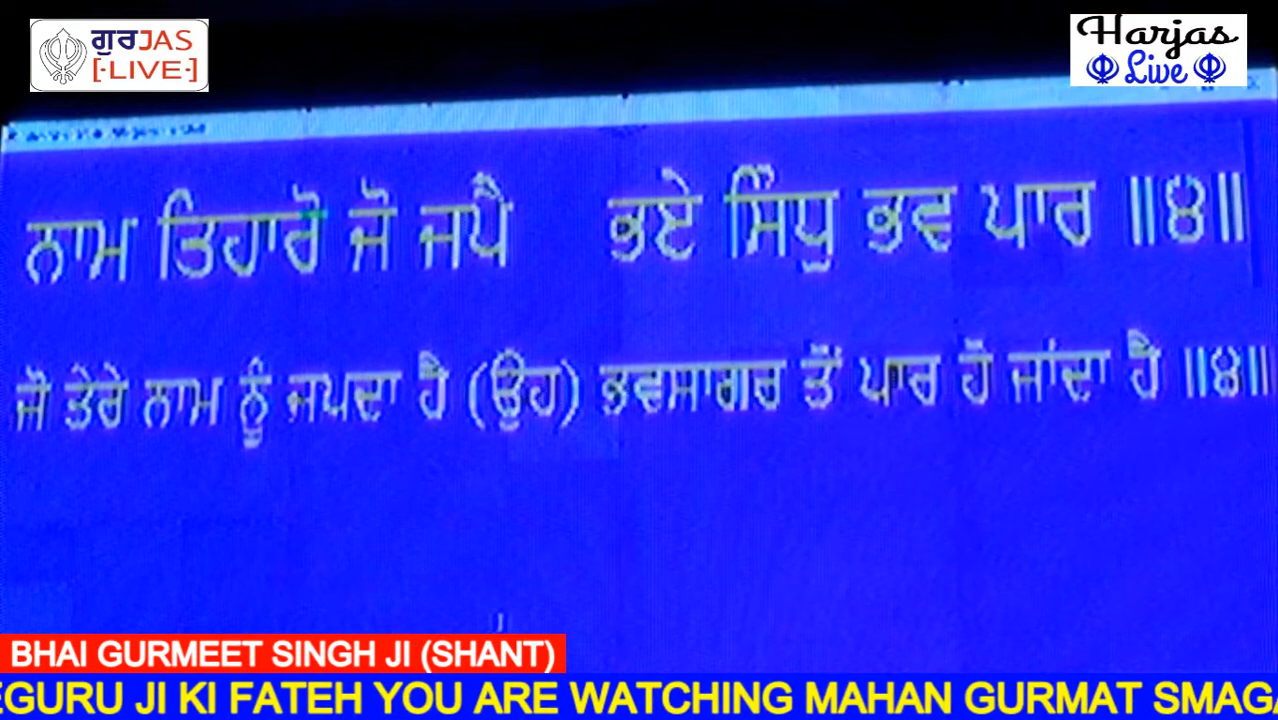 ਗੁਰJAS
[-LIVE-]
Harjas
Live
ਨਾਮ ਤਿਹਾਰੋ ਜੋ ਜਪੈ ਭਏ ਸਿੰਧੁ ਭਵ ਪਾਰ ॥੪॥
ਜੋ ਤੇਰੇ ਨਾਮ ਨੂੰ ਜਪਦਾ ਹੈ (ਉਹ) ਭਵਸਾਗਰ ਤੋਂ ਪਾਰ ਹੋ ਜਾਂਦਾ ਹੈ ॥੪॥
BHAI GURMEET SINGH JI (SHANT)
EGURU JI KI FATEH YOU ARE WATCHING MAHAN GURMAT SMAGA